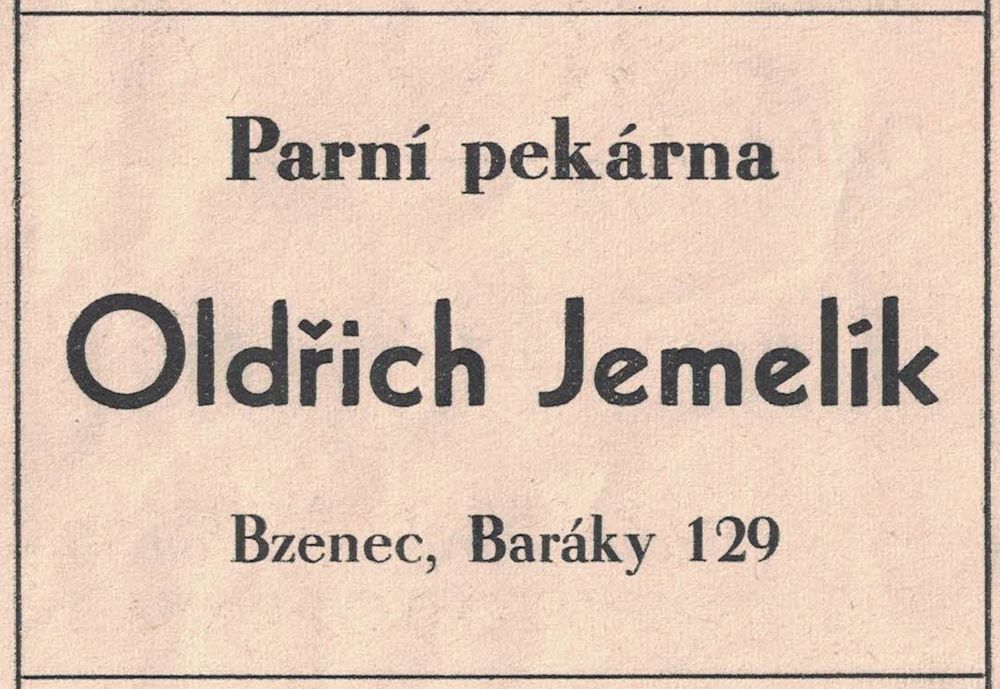 Parní pekárna
Oldřich Jemelík
Bzenec, Baráky 129